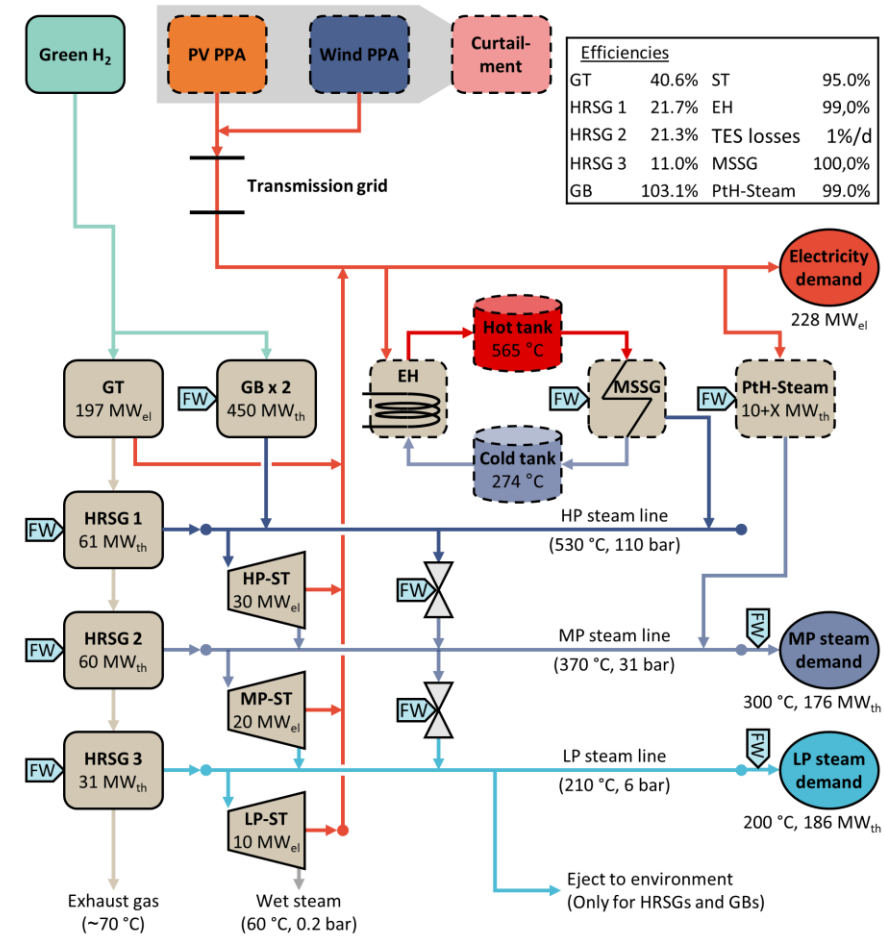 Green H₂
PV PPA
Wind PPA
Curtail-
ment
Efficiencies
GT 40.6% ST 95.0%
HRSG 1 21.7% EH 99,0%
HRSG 2 21.3% TES losses 1%/d
HRSG 3 11.0% MSSG 100,0%
GB 103.1% PtH-Steam 99.0%
Transmission grid
Electricity
demand
228 MWel
Hot tank
565 °C
GT
197 MWel
FW
GB x 2
450 MWth
EH
FW
MSSG
FW
PtH-Steam
10+X MWth
Cold tank
274 °C
FW
HRSG 1
61 MWth
HP steam line
(530 °C, 110 bar)
HP-ST
30 MWel
FW
FW
HRSG 2
60 MWth
MP steam line
(370 °C, 31 bar)
FW
MP steam
demand
300 °C, 176 MWth
MP-ST
20 MWel
FW
FW
HRSG 3
31 MWth
LP steam line
(210 °C, 6 bar)
FW
LP steam
demand
200 °C, 186 MWth
LP-ST
10 MWel
Exhaust gas
(~70 °C)
Wet steam
(60 °C, 0.2 bar)
Eject to environment
(Only for HRSGs and GBs)